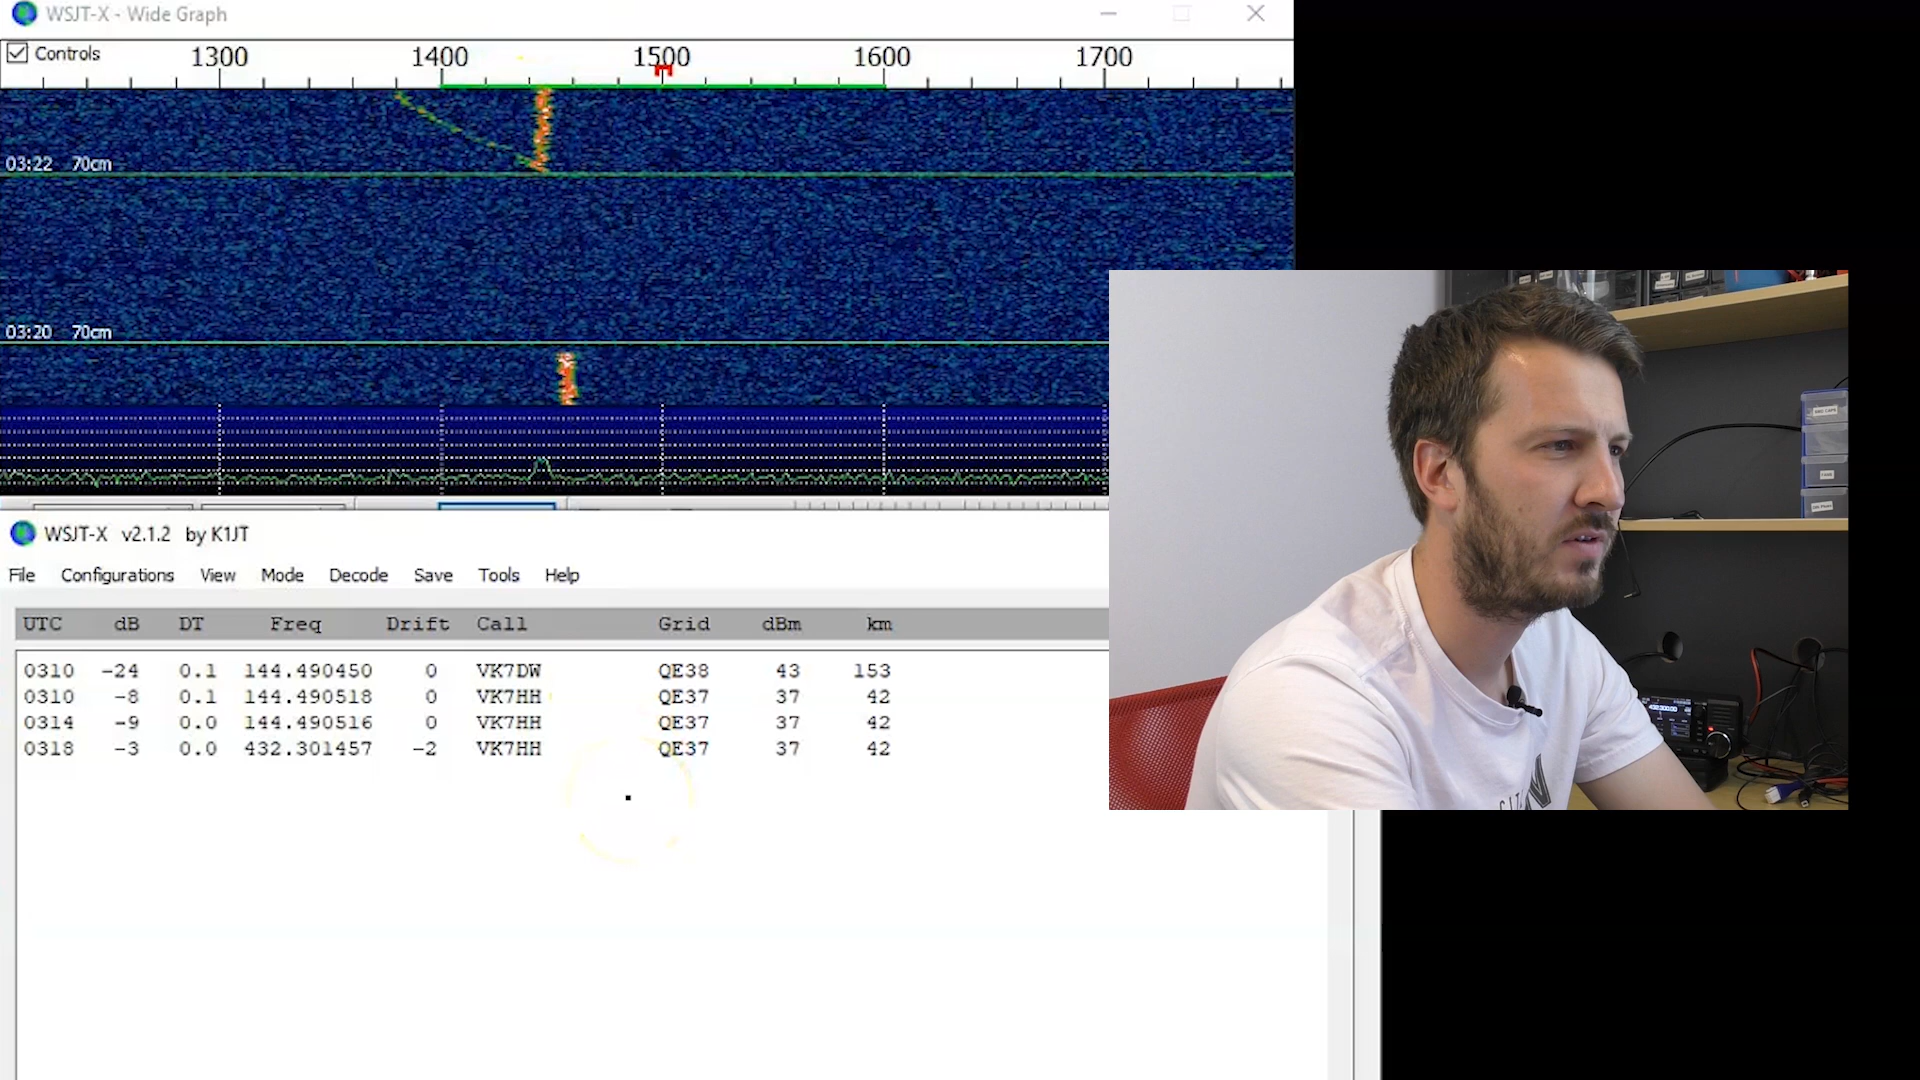 WSJT-X - Wide Graph
Controls 1300 1400 1500 1600 1700
03:22 70cm
03:20 70cm
WSJT-X v2.1.2 by K1JT
File Configurations View Mode Decode Save Tools Help
UTC dB DT Freq Drift Call Grid dBm km
0310 -24 0.1 144.490450 0 VK7DW QE38 43 153
0310 -8 0.1 144.490518 0 VK7HH QE37 37 42
0314 -9 0.0 144.490516 0 VK7HH QE37 37 42
0318 -3 0.0 432.301457 -2 VK7HH QE37 37 42